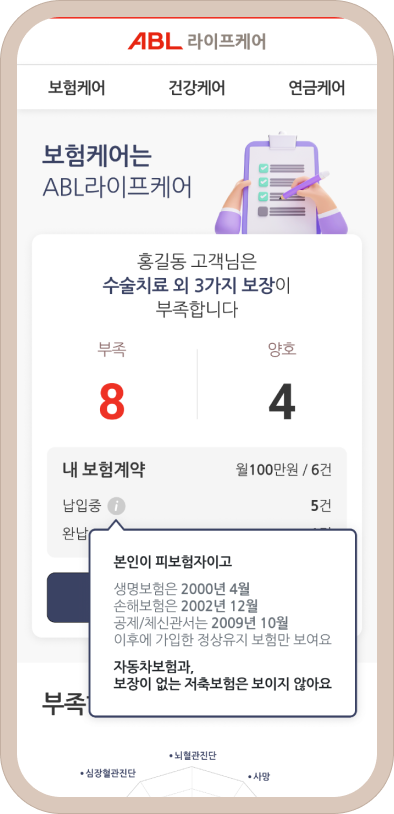 ABL 라이프케어
보험케어 건강케어 연금케어
보험케어는
ABL라이프케어
홍길동 고객님은
수술치료 외 3가지 보장이
부족합니다
부족 양호
8 4
내 보험계약 월100만원 / 6건
납입중 i 5건
완납
본인이 피보험자이고
생명보험은 2000년 4월
손해보험은 2002년 12월
공제/체신관서는 2009년 10월
이후에 가입한 정상유지 보험만 보여요
자동차보험과,
보장이 없는 저축보험은 보이지 않아요
부족
• 뇌혈관진단
• 심장혈관진단 • 사망